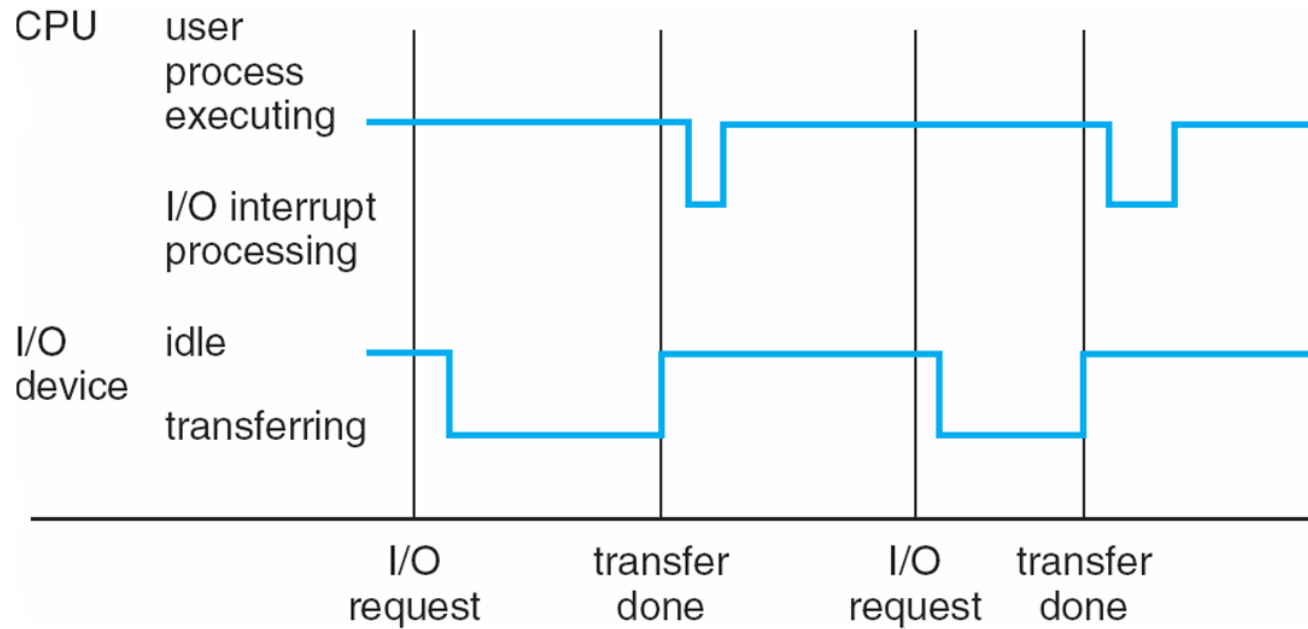 CPU user
process
executing
I/O interrupt
processing
I/O idle
device
transferring
I/O transfer I/O transfer
request done request done